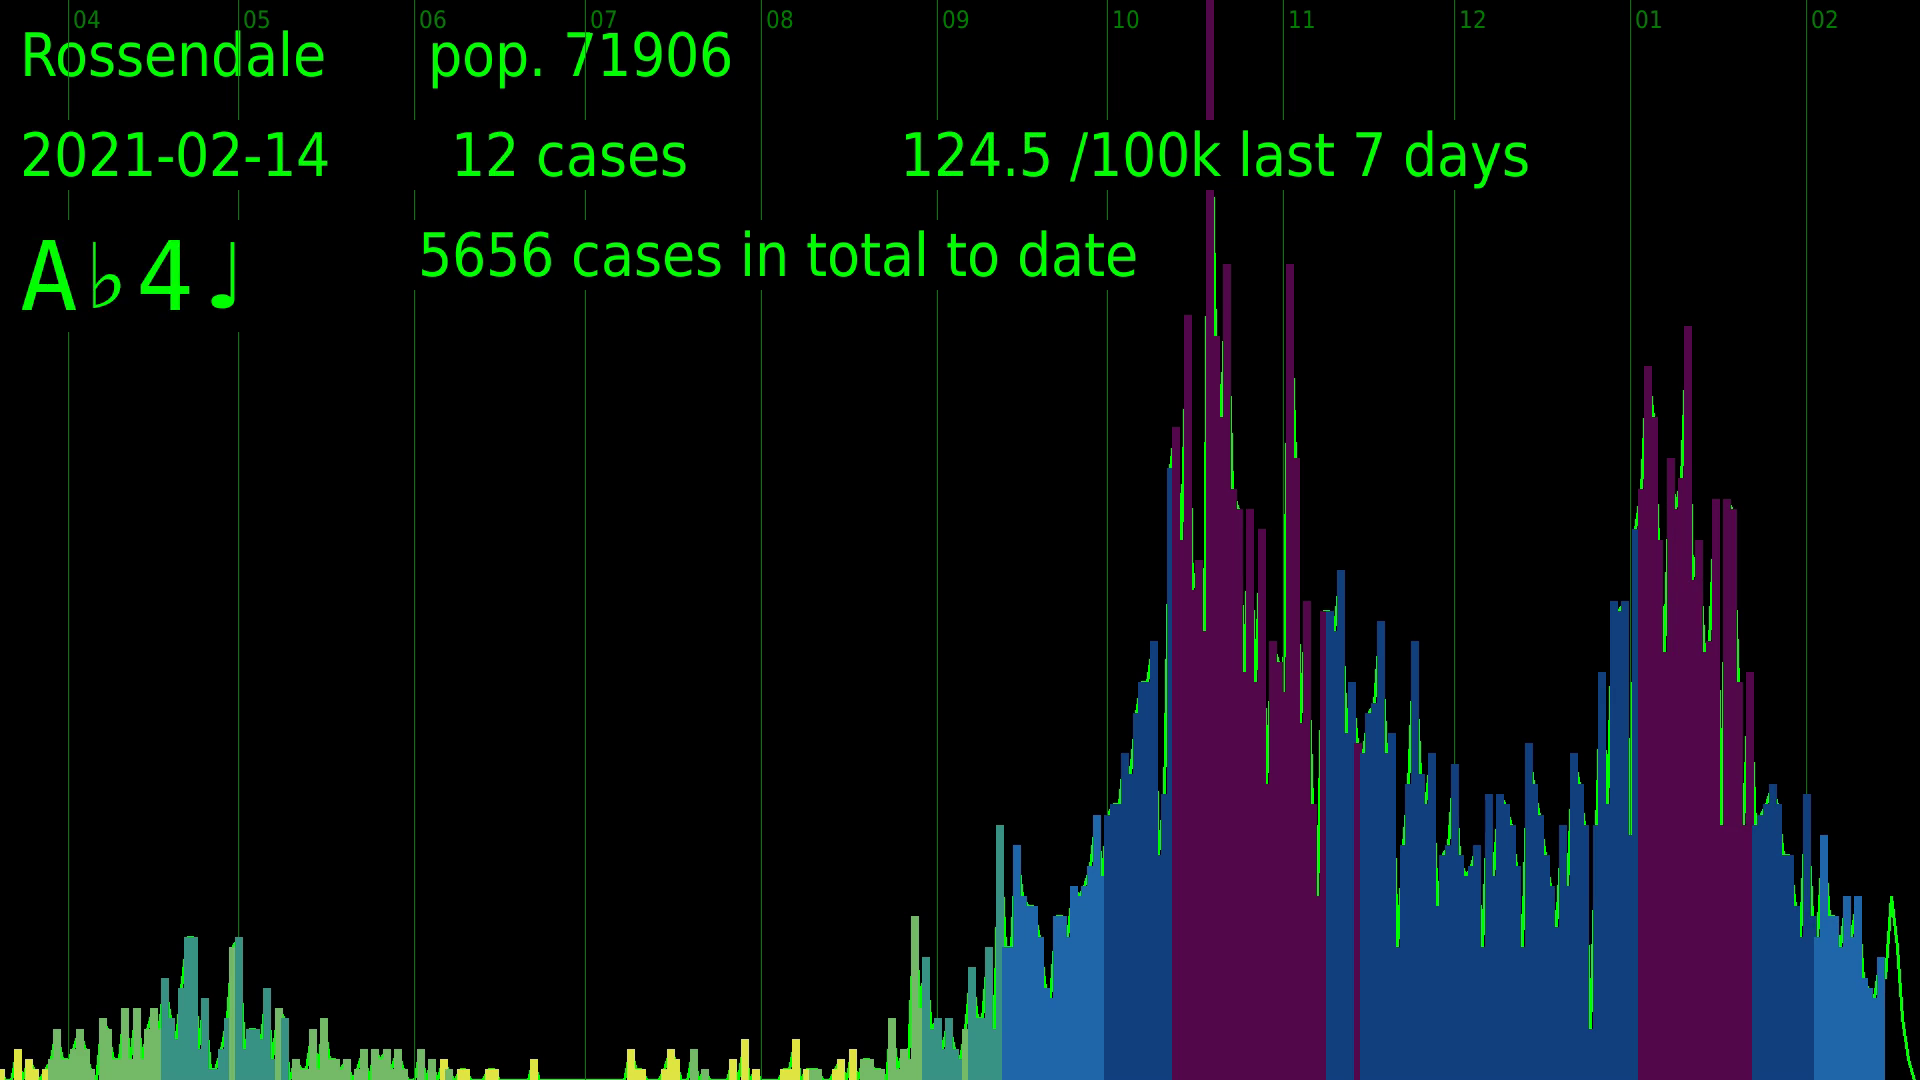 04 05 06 07 08 09 10 11 12 01 02
Rossendale pop. 71906
2021-02-14 12 cases 124.5 /100k last 7 days
A♭4♩ 5656 cases in total to date